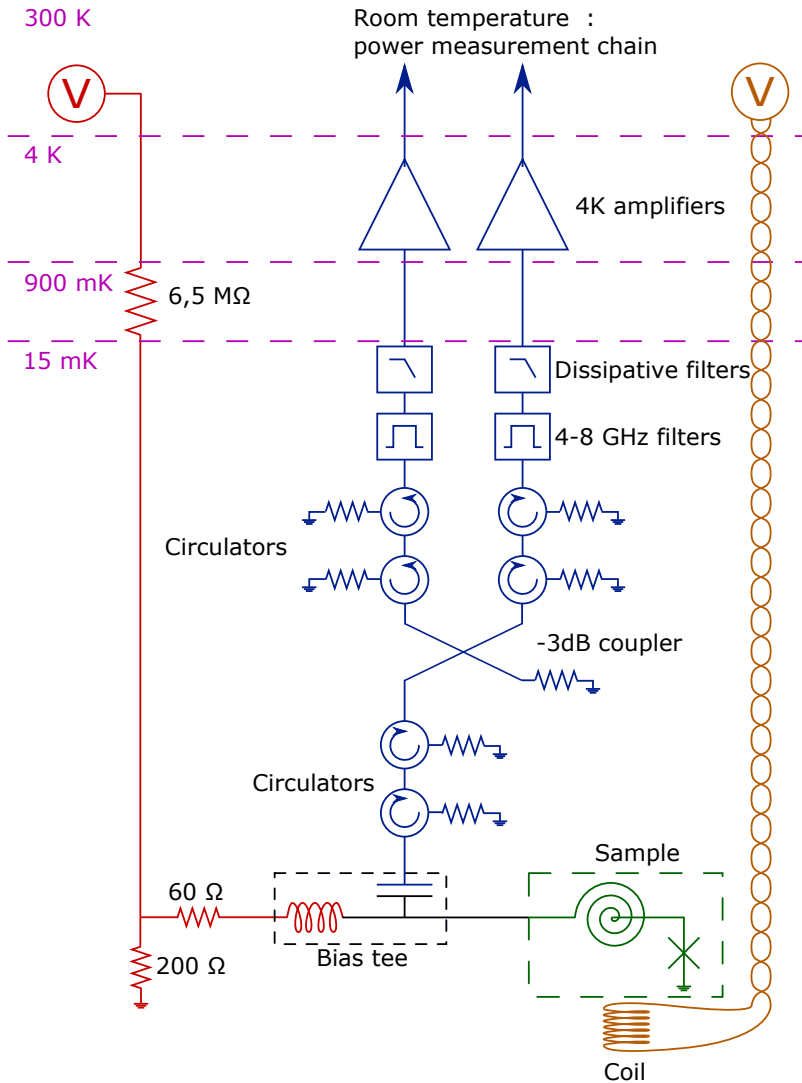 300 K
Room temperature :
power measurement chain
V
V
4 K
4K amplifiers
900 mK
6,5 MΩ
15 mK
Dissipative filters
4-8 GHz filters
Circulators
-3dB coupler
Circulators
Sample
60 Ω
200 Ω
Bias tee
Coil